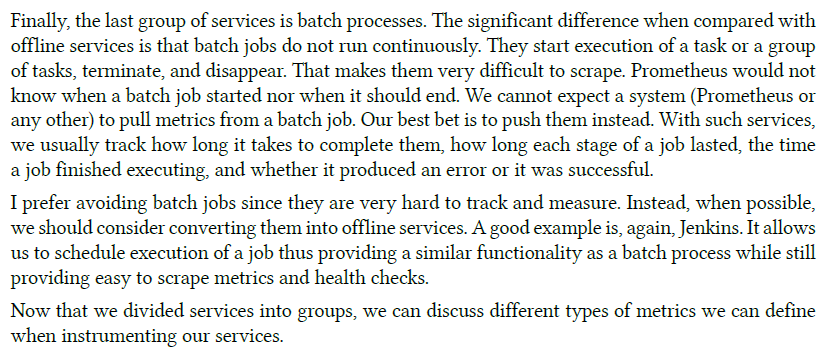 Finally, the last group of services is batch processes. The significant difference when compared with
offline services is that batch jobs do not run continuously. They start execution of a task or a group
of tasks, terminate, and disappear. That makes them very difficult to scrape. Prometheus would not
know when a batch job started nor when it should end. We cannot expect a system (Prometheus or
any other) to pull metrics from a batch job. Our best bet is to push them instead. With such services,
we usually track how long it takes to complete them, how long each stage of a job lasted, the time
a job finished executing, and whether it produced an error or it was successful.
I prefer avoiding batch jobs since they are very hard to track and measure. Instead, when possible,
we should consider converting them into offline services. A good example is, again, Jenkins. It allows
us to schedule execution of a job thus providing a similar functionality as a batch process while still
providing easy to scrape metrics and health checks.
Now that we divided services into groups, we can discuss different types of metrics we can define
when instrumenting our services.